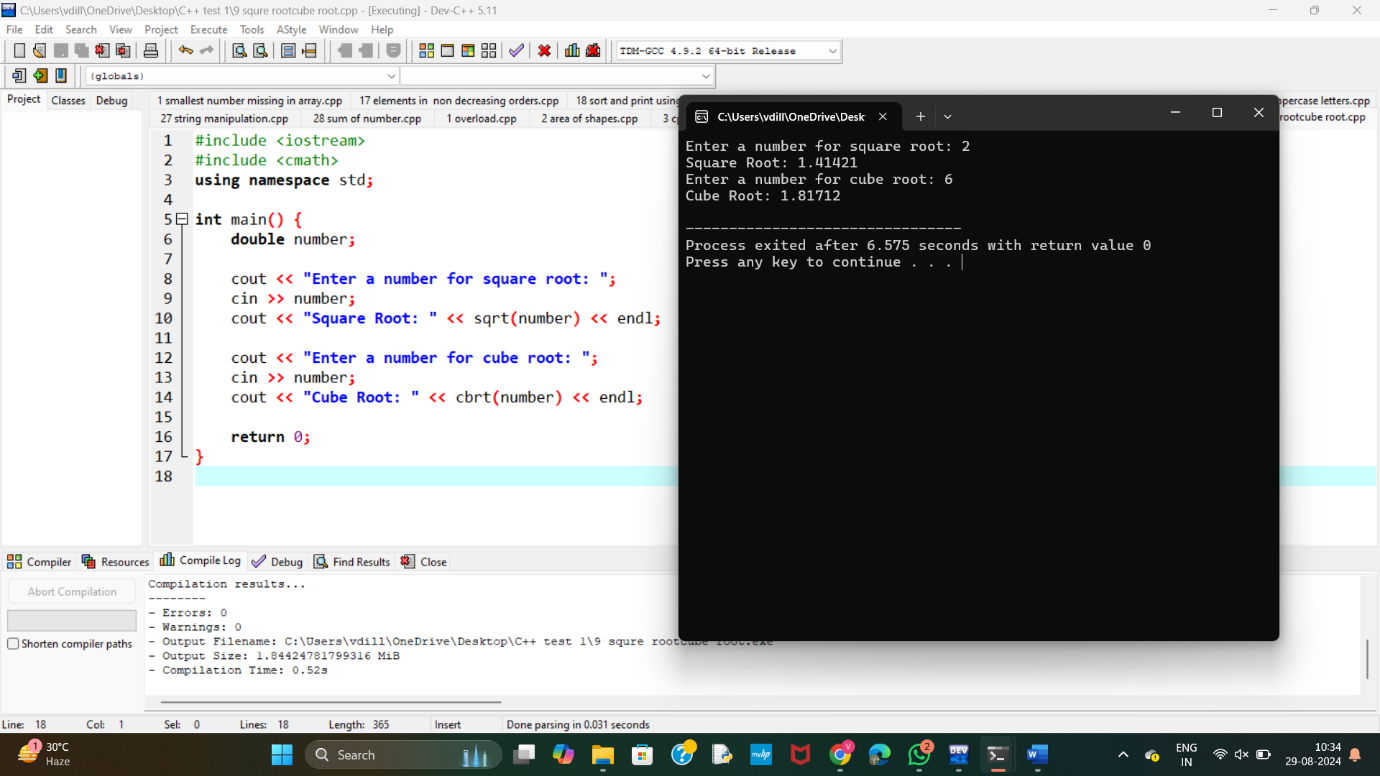 C:\Users\vdill\OneDrive\Desktop\C++ test 1\9 squre rootcube root.cpp - [Executing] - Dev-C++ 5.11
File Edit Search View Project Execute Tools AStyle Window Help
TDM-GCC 4.9.2 64-bit Release
(globals)
Project Classes Debug
1 smallest number missing in array.cpp 17 elements in non decreasing orders.cpp 18 sort and print using ppercase letters.cpp
27 string manipulation.cpp 28 sum of number.cpp 1 overload.cpp 2 area of shapes.cpp 3 rootcube root.cpp
1 #include <iostream>
2 #include <cmath>
3 using namespace std;
4
5 int main() {
6 double number;
7
8 cout << "Enter a number for square root: ";
9 cin >> number;
10 cout << "Square Root: " << sqrt(number) << endl;
11
12 cout << "Enter a number for cube root: ";
13 cin >> number;
14 cout << "Cube Root: " << cbrt(number) << endl;
15
16 return 0;
17 }
18
C:\Users\vdill\OneDrive\Desk
Enter a number for square root: 2
Square Root: 1.41421
Enter a number for cube root: 6
Cube Root: 1.81712
--------------------------------
Process exited after 6.575 seconds with return value 0
Press any key to continue . . .
Compiler Resources Compile Log Debug Find Results Close
Abort Compilation
Shorten compiler paths
Compilation results...
--------
- Errors: 0
- Warnings: 0
- Output Filename: C:\Users\vdill\OneDrive\Desktop\C++ test 1\9 squre rootcube root.exe
- Output Size: 1.84424781799316 MiB
- Compilation Time: 0.52s
Line: 18 Col: 1 Sel: 0 Lines: 18 Length: 365 Insert Done parsing in 0.031 seconds
1
30°C
Haze
Search
mvhp
V
2
DEV
W
ENG
IN
10:34
29-08-2024